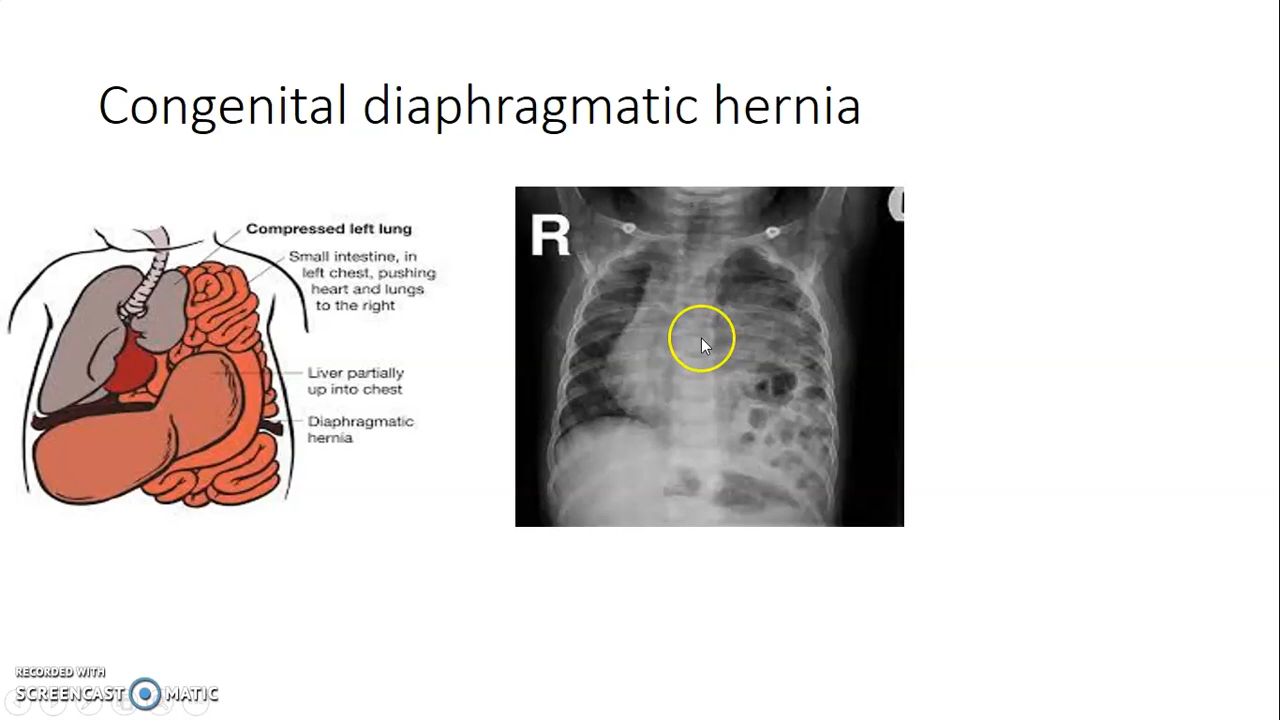 Congenital diaphragmatic hernia
Compressed left lung
Small intestine, in
left chest, pushing
heart and lungs
to the right
Liver partially
up into chest
Diaphragmatic
hernia
R
RECORDED WITH
SCREENCAST MATIC